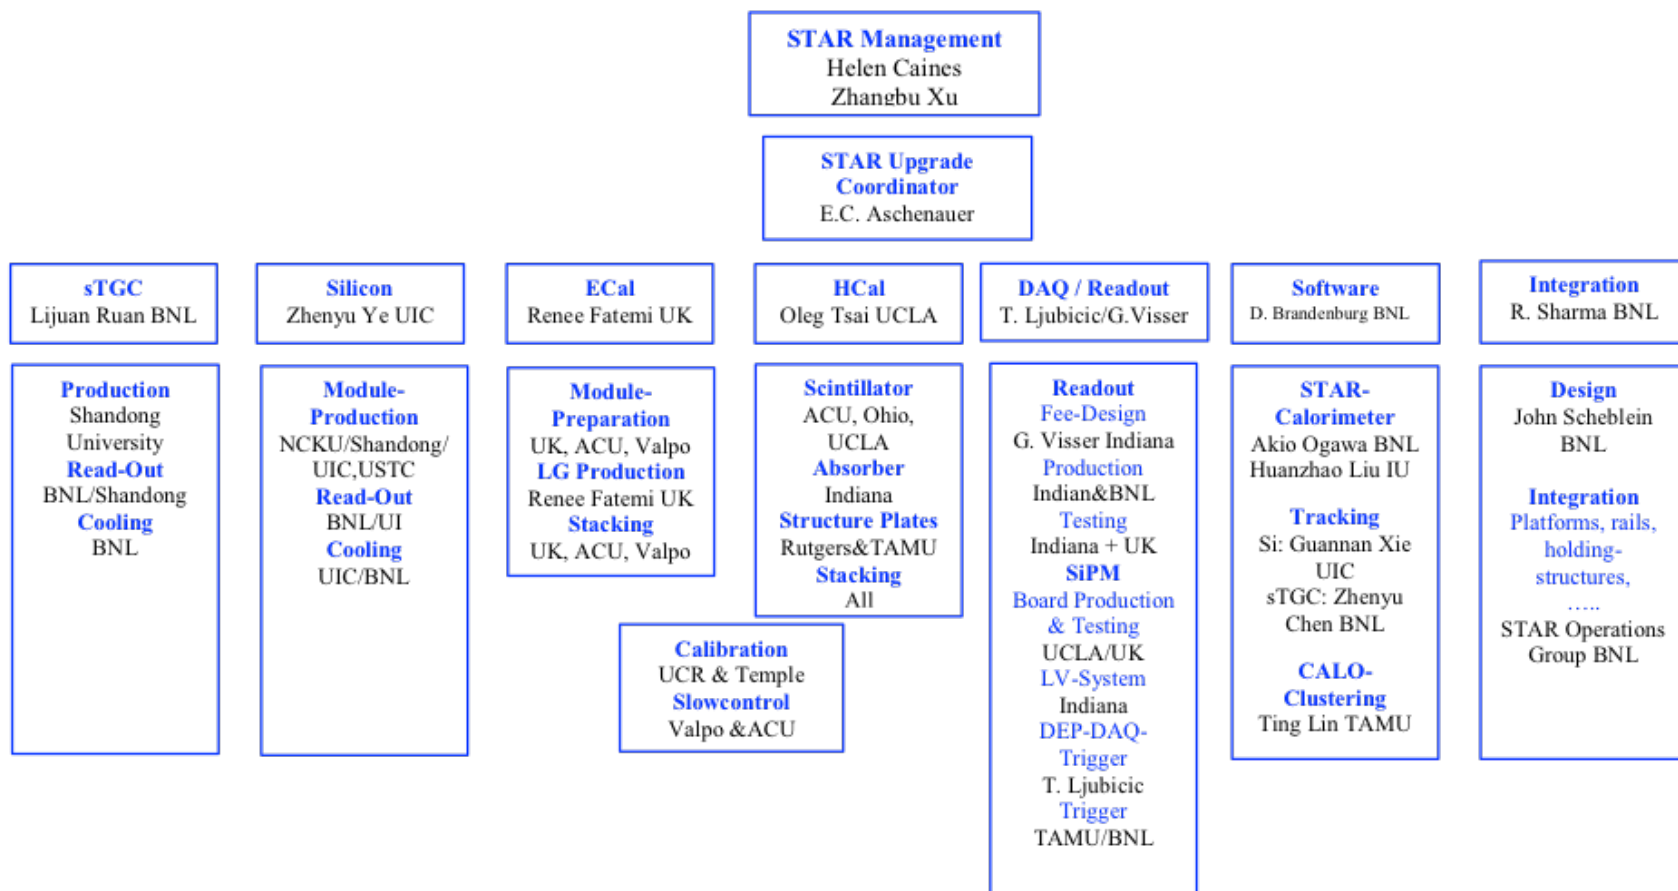 STAR Management
Helen Caines
Zhangbu Xu
STAR Upgrade
Coordinator
E.C. Aschenauer
sTGC
Lijuan Ruan BNL
Silicon
Zhenyu Ye UIC
ECal
Renee Fatemi UK
HCal
Oleg Tsai UCLA
DAQ / Readout
T. Ljubicic/G.Visser
Software
D. Brandenburg BNL
Integration
R. Sharma BNL
Production
Shandong
University
Read-Out
BNL/Shandong
Cooling
BNL
Module-
Production
NCKU/Shandong/
UIC,USTC
Read-Out
BNL/UI
Cooling
UIC/BNL
Module-
Preparation
UK, ACU, Valpo
LG Production
Renee Fatemi UK
Stacking
UK, ACU, Valpo
Scintillator
ACU, Ohio,
UCLA
Absorber
Indiana
Structure Plates
Rutgers&TAMU
Stacking
All
Calibration
UCR & Temple
Slowcontrol
Valpo &ACU
Readout
Fee-Design
G. Visser Indiana
Production
Indian&BNL
Testing
Indiana + UK
SiPM
Board Production
& Testing
UCLA/UK
LV-System
Indiana
DEP-DAQ-
Trigger
T. Ljubicic
Trigger
TAMU/BNL
STAR-
Calorimeter
Akio Ogawa BNL
Huanzhao Liu IU
Tracking
Si: Guannan Xie
UIC
sTGC: Zhenyu
Chen BNL
CALO-
Clustering
Ting Lin TAMU
Design
John Scheblein
BNL
Integration
Platforms, rails,
holding-
structures,
…..
STAR Operations
Group BNL